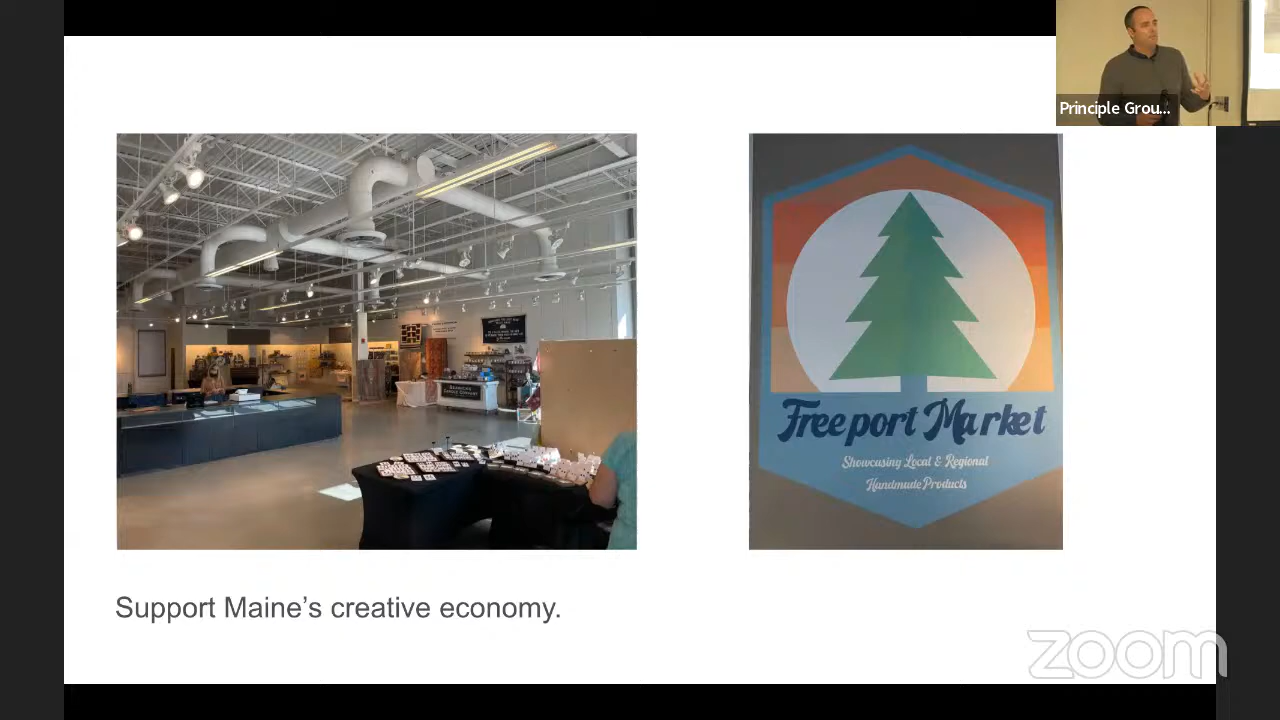 Principle Grou...
Freeport Market
Showcasing Local & Regional
Handmade Products
Support Maine's creative economy.
zoom